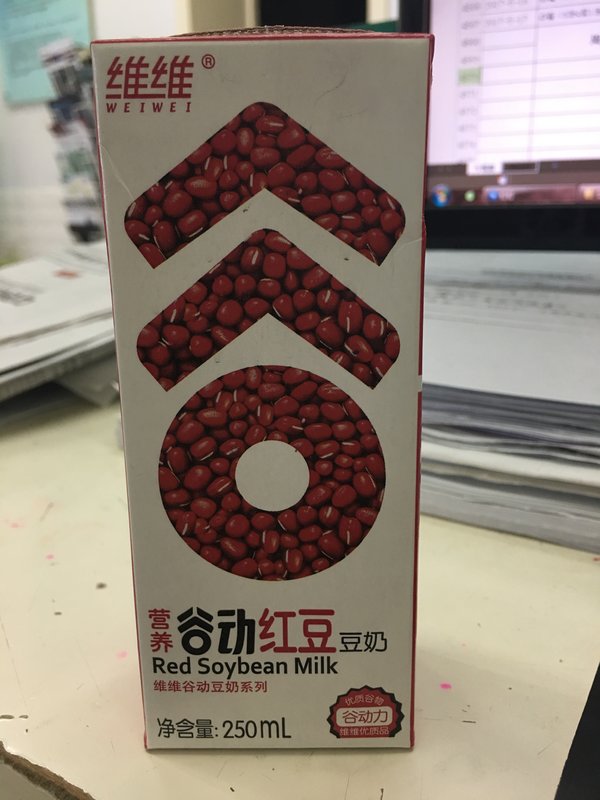 维维®
WEIWEI
营养
谷动红豆豆奶
Red Soybean Milk
维维谷动豆奶系列
净含量:250mL
优质谷物
谷动力
维维优质品